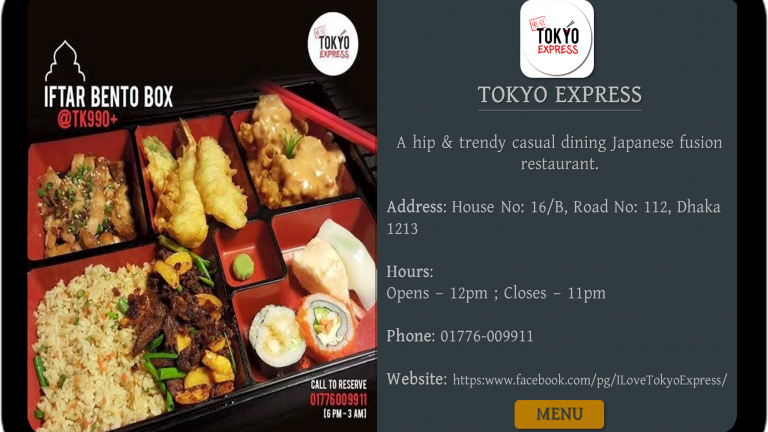 TOKYO
EXPRESS
IFTAR BENTO BOX
@TK990+
CALL TO RESERVE
01776009911
[6 PM - 3 AM]
TOKYO
EXPRESS
TOKYO EXPRESS
A hip & trendy casual dining Japanese fusion
restaurant.
Address: House No: 16/B, Road No: 112, Dhaka
1213
Hours:
Opens – 12pm ; Closes – 11pm
Phone: 01776-009911
Website: https:www.facebook.com/pg/ILoveTokyoExpress/
MENU